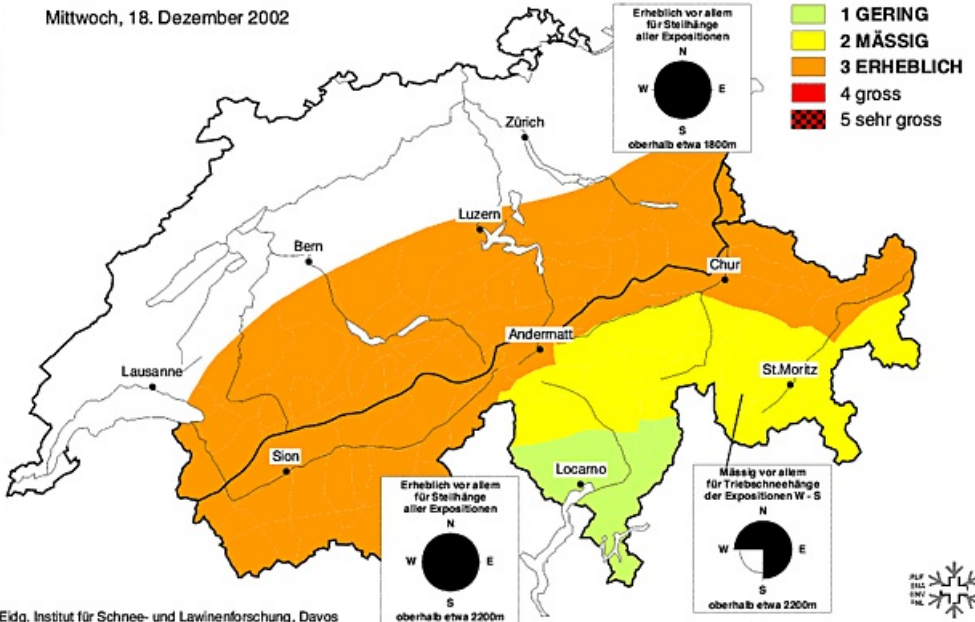 Mittwoch, 18. Dezember 2002
Erheblich vor allem
für Steilhänge
aller Expositionen
N
W E
S
oberhalb etwa 1800m
1 GERING
2 MÄSSIG
3 ERHEBLICH
4 gross
5 sehr gross
Zürich
Luzern
Bern
Chur
Andermatt
Lausanne
St.Moritz
Sion
Locarno
Erheblich vor allem
für Steilhänge
aller Expositionen
N
W E
S
oberhalb etwa 2200m
Mässig vor allem
für Triebschneehänge
der Expositionen W - S
N
W E
S
oberhalb etwa 2200m
Eidg. Institut für Schnee- und Lawinenforschung, Davos